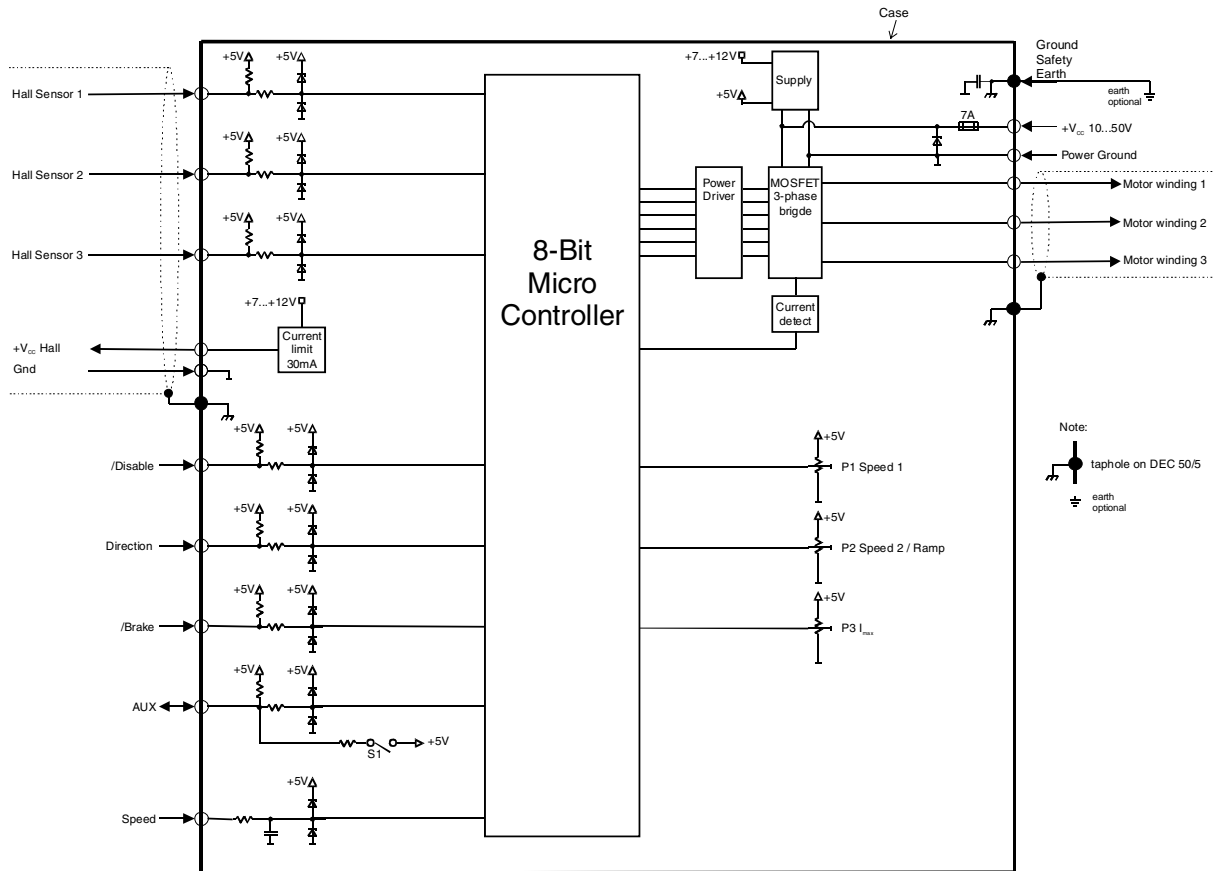 Case
+5V
+5V
Hall Sensor 1
+5V
+5V
Hall Sensor 2
+5V
+5V
Hall Sensor 3
+7...+12V
Current
limit
30mA
+Vcc Hall
Gnd
+5V
+5V
/Disable
+5V
+5V
Direction
+5V
+5V
/Brake
+5V
+5V
AUX
S1
+5V
+5V
Speed
8-Bit
Micro
Controller
+7...+12V
+5V
Supply
Power
Driver
MOSFET
3-phase
brigde
Current
detect
7A
Ground
Safety
Earth
earth
optional
+Vcc 10...50V
Power Ground
Motor winding 1
Motor winding 2
Motor winding 3
+5V
P1 Speed 1
+5V
P2 Speed 2 / Ramp
+5V
P3 Imax
Note:
taphole on DEC 50/5
earth
optional